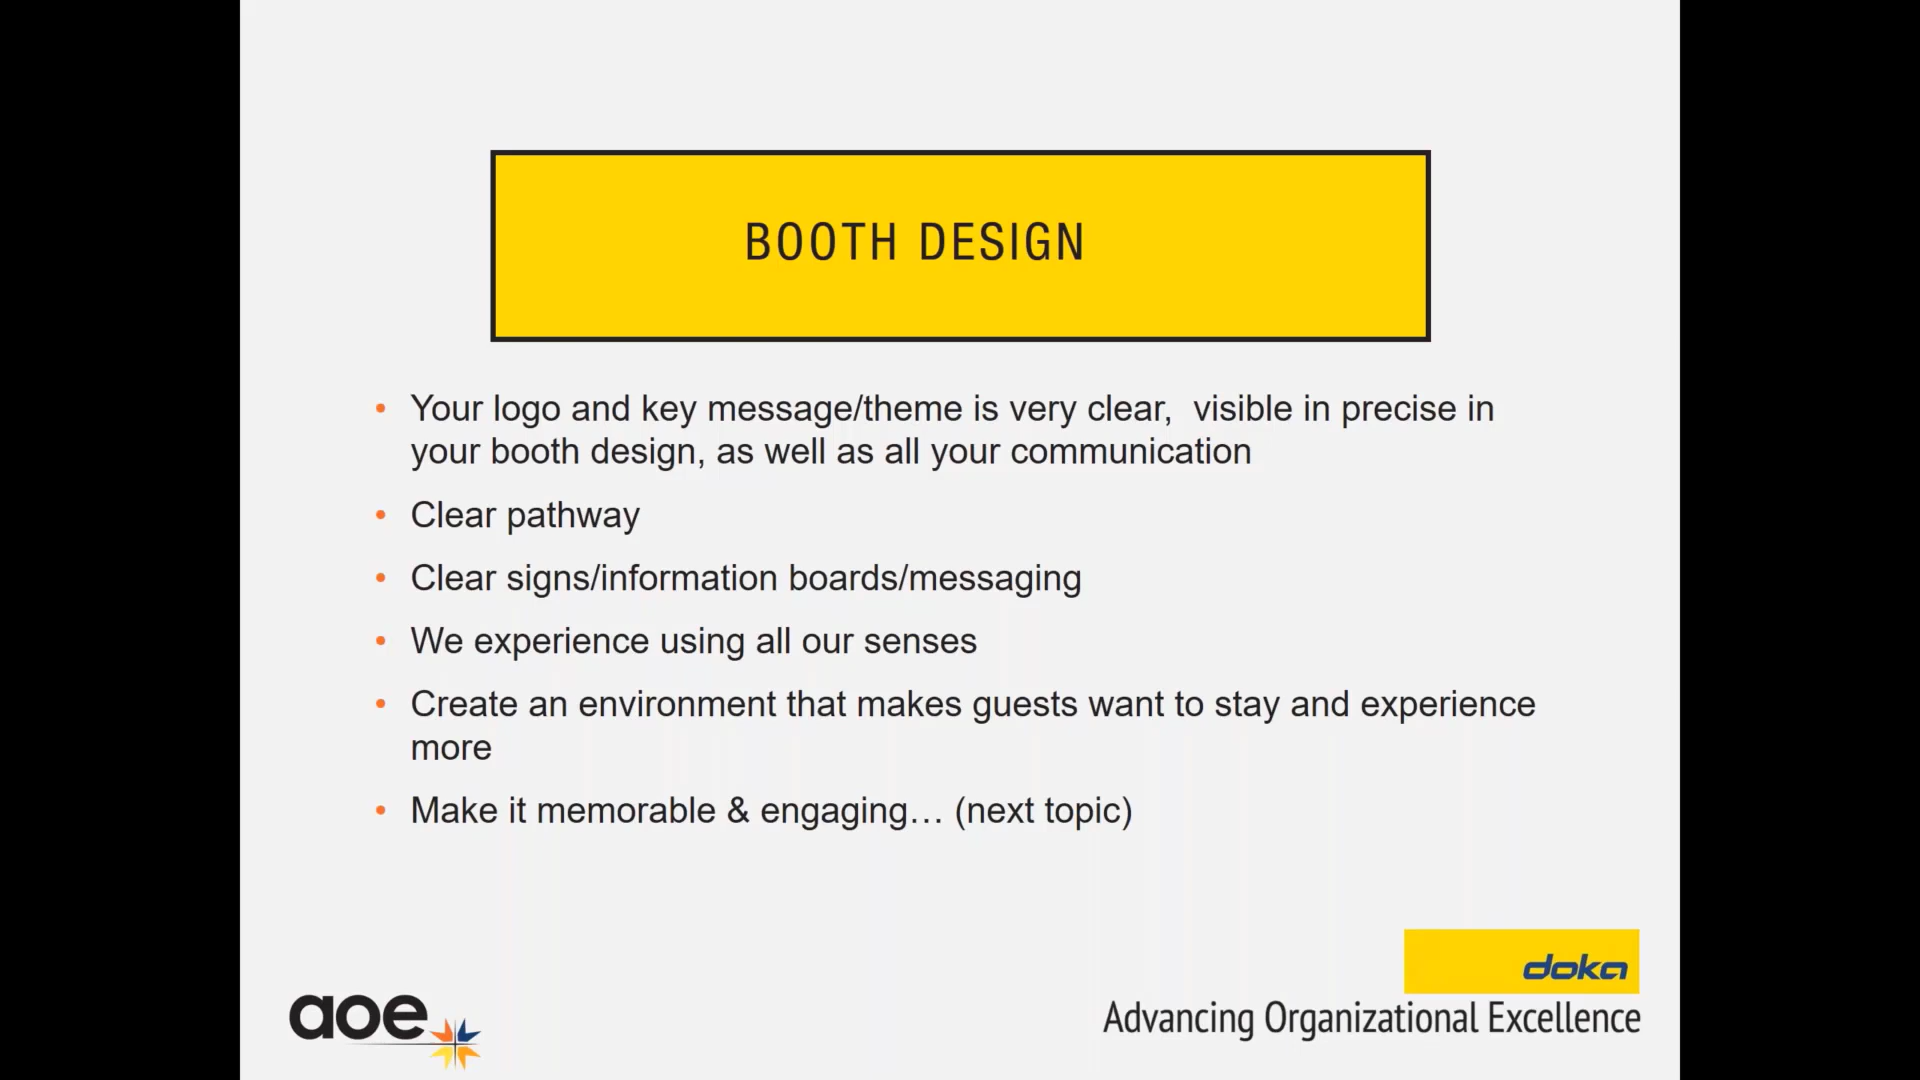 BOOTH DESIGN
• Your logo and key message/theme is very clear,  visible in precise in
your booth design, as well as all your communication
• Clear pathway
• Clear signs/information boards/messaging
• We experience using all our senses
• Create an environment that makes guests want to stay and experience
more
• Make it memorable & engaging… (next topic)
doka
aoe
Advancing Organizational Excellence